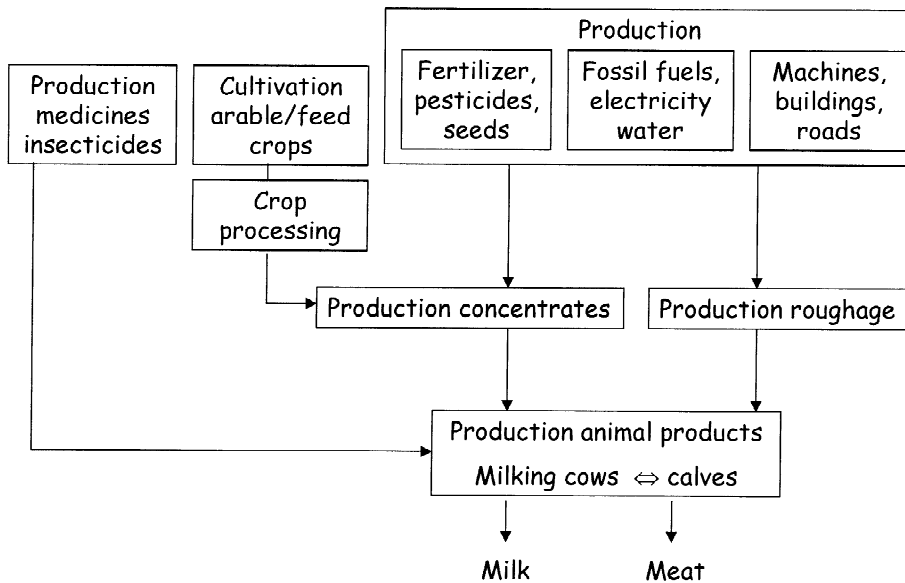 Production
Fertilizer,
pesticides,
seeds
Fossil fuels,
electricity
water
Machines,
buildings,
roads
Production
medicines
insecticides
Cultivation
arable/feed
crops
Crop
processing
Production concentrates
Production roughage
Production animal products
Milking cows ⇔ calves
Milk
Meat